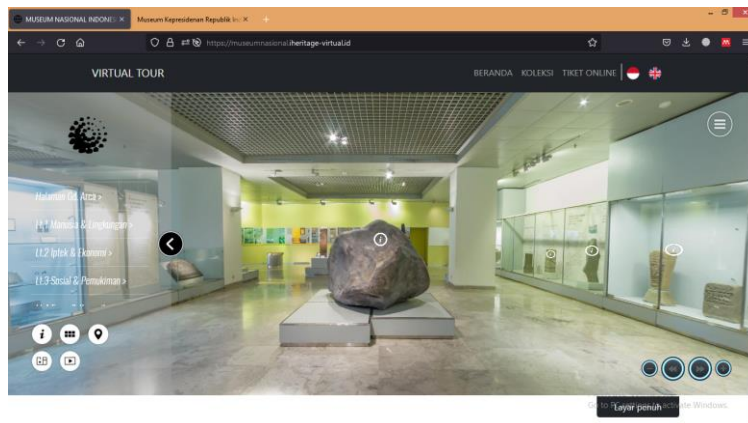 MUSEUM NASIONAL INDONE
Museum Kepresidenan Republik In
https://museumnasional.iheritage-virtual.id
VIRTUAL TOUR
BERANDA KOLEKSI TIKET ONLINE
Halaman Gd. Arca >
Lt.1 Manusia & Lingkungan >
Lt.2 Iptek & Ekonomi >
Lt.3 Sosial & Pemukiman >
Layar penuh